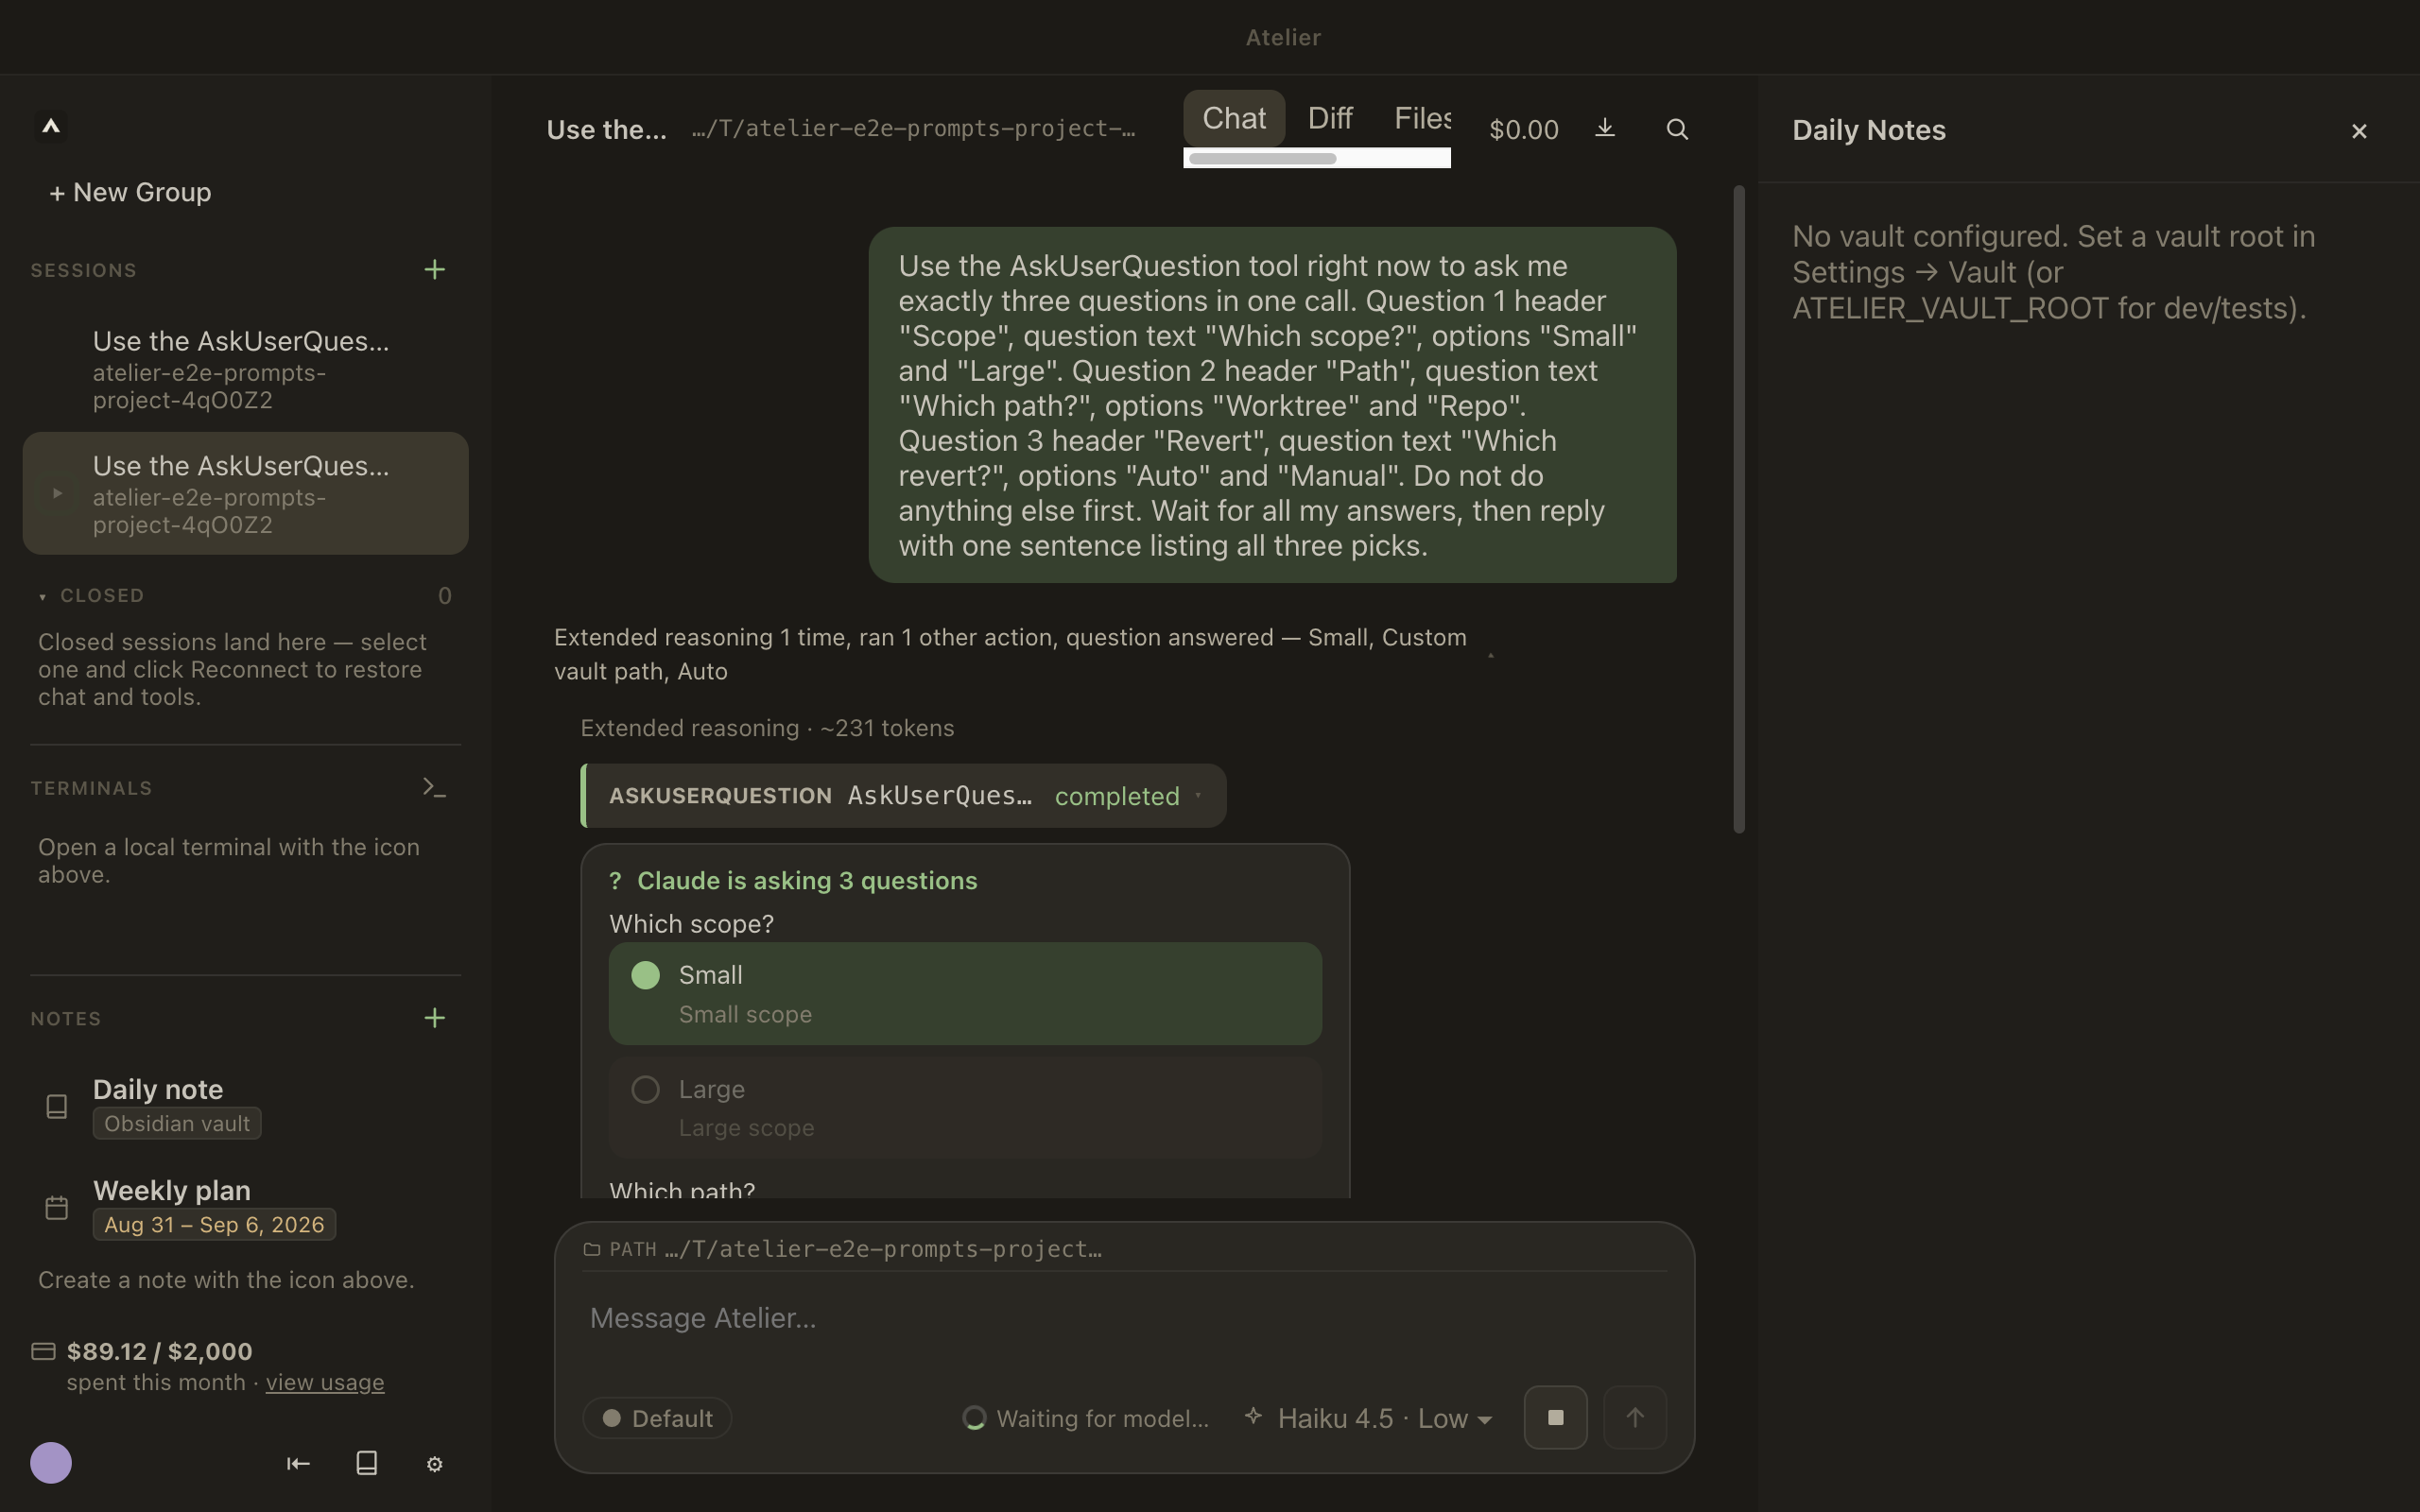 Atelier
+ New Group
SESSIONS
Use the AskUserQues...
atelier-e2e-prompts-
project-4qO0Z2
Use the AskUserQues...
atelier-e2e-prompts-
project-4qO0Z2
CLOSED 0
Closed sessions land here — select
one and click Reconnect to restore
chat and tools.
TERMINALS
Open a local terminal with the icon
above.
NOTES
Daily note
Obsidian vault
Weekly plan
Aug 31 – Sep 6, 2026
Create a note with the icon above.
$89.12 / $2,000
spent this month · view usage
Use the... …/T/atelier-e2e-prompts-project-… Chat Diff Files $0.00
Use the AskUserQuestion tool right now to ask me
exactly three questions in one call. Question 1 header
"Scope", question text "Which scope?", options "Small"
and "Large". Question 2 header "Path", question text
"Which path?", options "Worktree" and "Repo".
Question 3 header "Revert", question text "Which
revert?", options "Auto" and "Manual". Do not do
anything else first. Wait for all my answers, then reply
with one sentence listing all three picks.
Extended reasoning 1 time, ran 1 other action, question answered — Small, Custom
vault path, Auto
Extended reasoning · ~231 tokens
ASKUSERQUESTION AskUserQues… completed
? Claude is asking 3 questions
Which scope?
Small
Small scope
Large
Large scope
Which path?
PATH …/T/atelier-e2e-prompts-project…
Message Atelier...
Default Waiting for model... Haiku 4.5 · Low
Daily Notes
No vault configured. Set a vault root in
Settings → Vault (or
ATELIER_VAULT_ROOT for dev/tests).